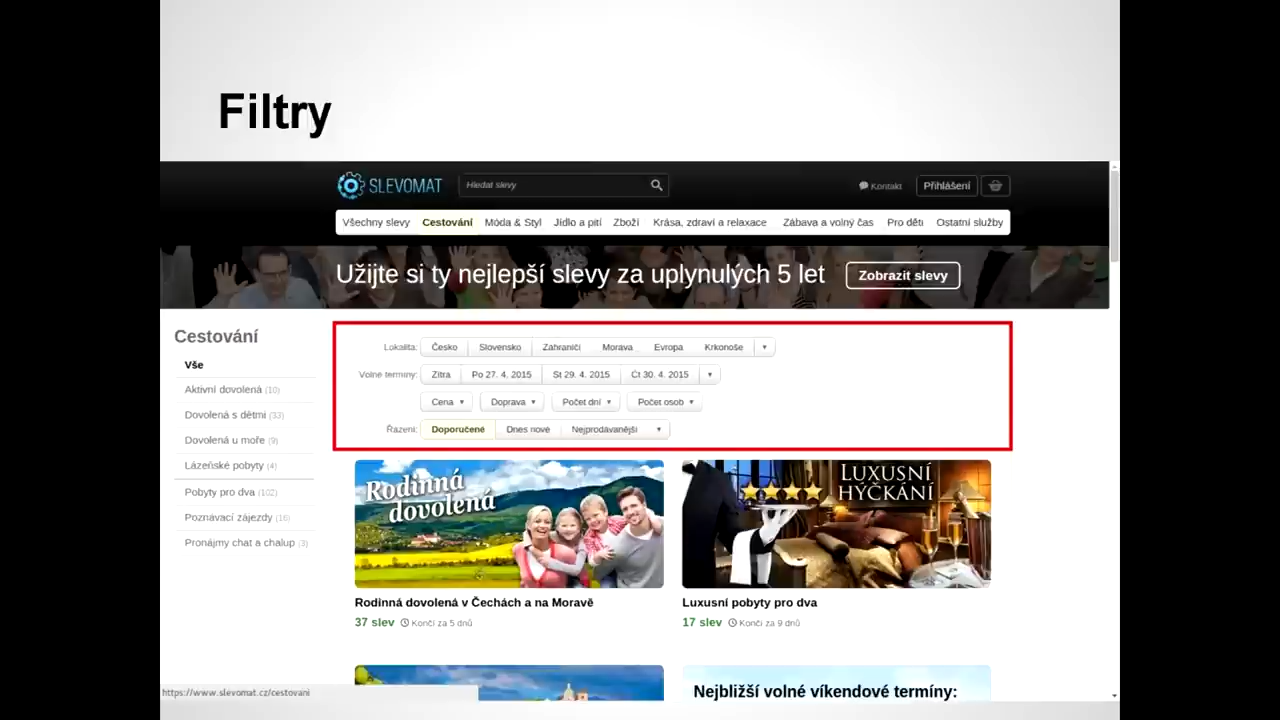 Filtry
SLEVOMAT
Hledat slevy
Kontakt
Přihlášení
Všechny slevy Cestování Móda & Styl Jídlo a pití Zboží Krása, zdraví a relaxace Zábava a volný čas Pro děti Ostatní služby
Užijte si ty nejlepší slevy za uplynulých 5 let
Zobrazit slevy
Cestování
Vše
Aktivní dovolená (10)
Dovolená s dětmi (33)
Dovolená u moře (9)
Lázeňské pobyty (4)
Pobyty pro dva (102)
Poznávací zájezdy (16)
Pronájmy chat a chalup (3)
Lokalita: Česko Slovensko Zahraničí Morava Evropa Krkonoše
Volné termíny: Zítra Po 27. 4. 2015 St 29. 4. 2015 Čt 30. 4. 2015
Cena Doprava Počet dní Počet osob
Řazení: Doporučené Dnes nové Nejprodávanější
Rodinná
dovolená
Rodinná dovolená v Čechách a na Moravě
37 slev Končí za 5 dnů
LUXUSNÍ
HÝČKÁNÍ
Luxusní pobyty pro dva
17 slev Končí za 9 dnů
Nejbližší volné víkendové termíny:
https://www.slevomat.cz/cestovani